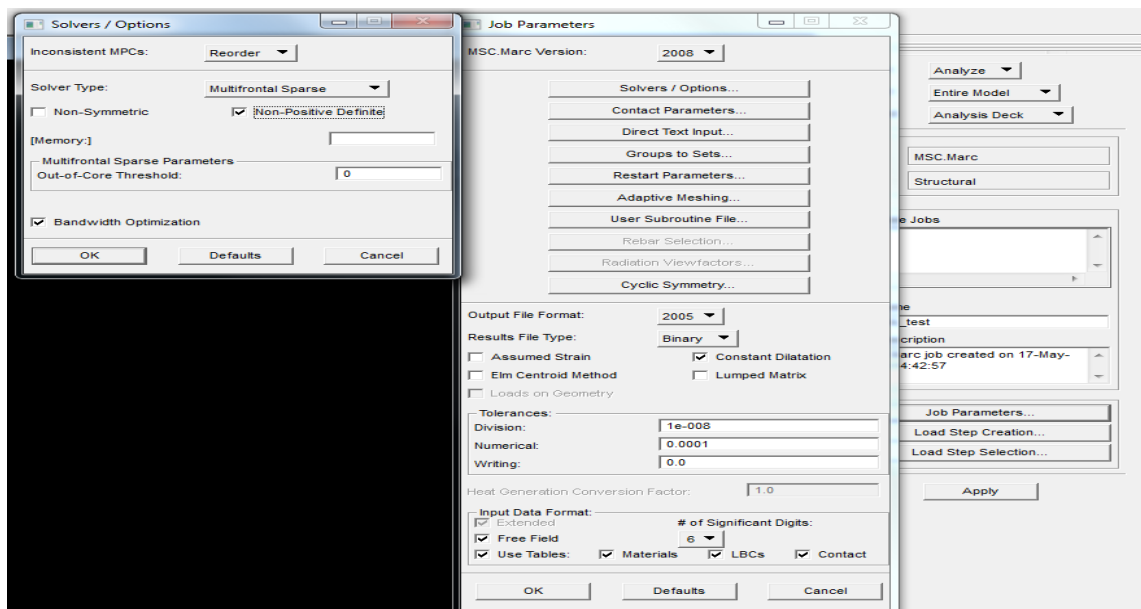 Solvers / Options
Inconsistent MPCs: Reorder
Solver Type: Multifrontal Sparse
Non-Symmetric Non-Positive Definite
[Memory:]
Multifrontal Sparse Parameters
Out-of-Core Threshold: 0
Bandwidth Optimization
OK Defaults Cancel
Job Parameters
MSC.Marc Version: 2008
Solvers / Options...
Contact Parameters...
Direct Text Input...
Groups to Sets...
Restart Parameters...
Adaptive Meshing...
User Subroutine File...
Rebar Selection...
Radiation Viewfactors...
Cyclic Symmetry...
Output File Format: 2005
Results File Type: Binary
Assumed Strain Constant Dilatation
Elm Centroid Method Lumped Matrix
Loads on Geometry
Tolerances:
Division: 1e-008
Numerical: 0.0001
Writing: 0.0
Heat Generation Conversion Factor: 1.0
Input Data Format:
Extended # of Significant Digits:
Free Field 6
Use Tables: Materials LBCs Contact
OK Defaults Cancel
Analyze
Entire Model
Analysis Deck
MSC.Marc
Structural
e Jobs
ne
_test
cription
arc job created on 17-May-
4:42:57
Job Parameters...
Load Step Creation...
Load Step Selection...
Apply